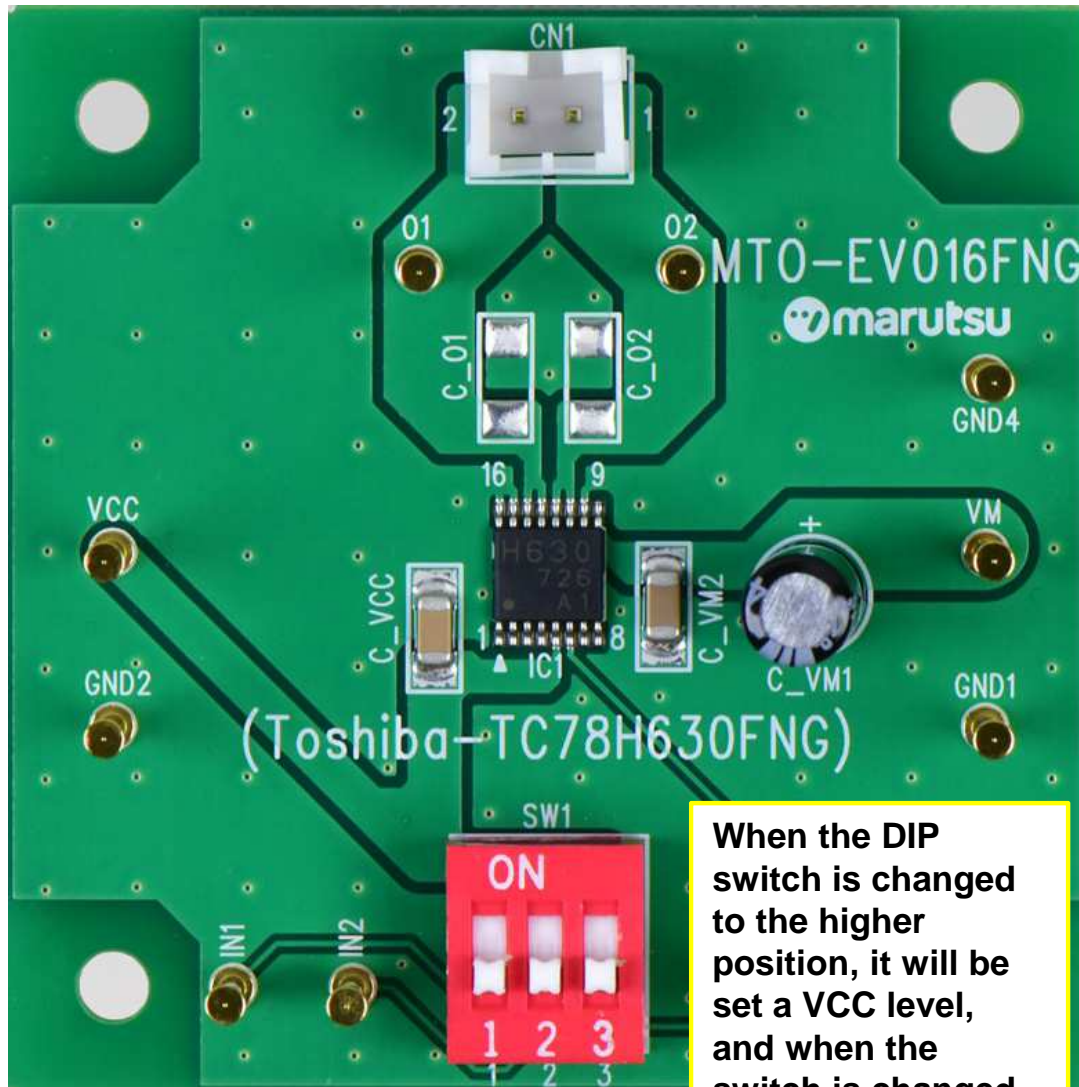 CN1
2
1
O1
O2
MTO-EV016FNG
marutsu
C_O1
C_O2
GND4
16
9
VCC
H630
726
A1
VM
C_VCC
C_VM2
1
8
IC1
C_VM1
GND2
GND1
(Toshiba-TC78H630FNG)
SW1
ON
IN1
IN2
1 2 3
1 2 3
When the DIP
switch is changed
to the higher
position, it will be
set a VCC level,
and when the
switch is changed